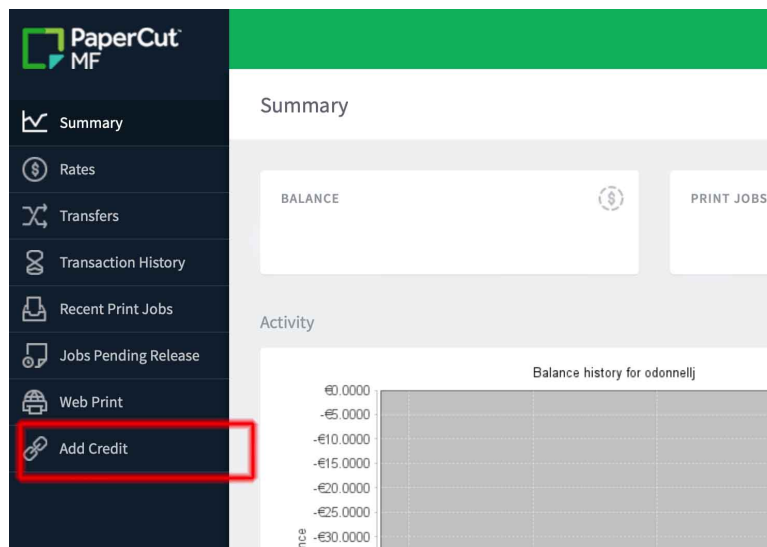 PaperCut
MF
Summary
Rates
Transfers
Transaction History
Recent Print Jobs
Jobs Pending Release
Web Print
Add Credit
Summary
BALANCE
PRINT JOBS
Activity
Balance history for odonnellj
€0.0000
-€5.0000
-€10.0000
-€15.0000
-€20.0000
-€25.0000
-€30.0000